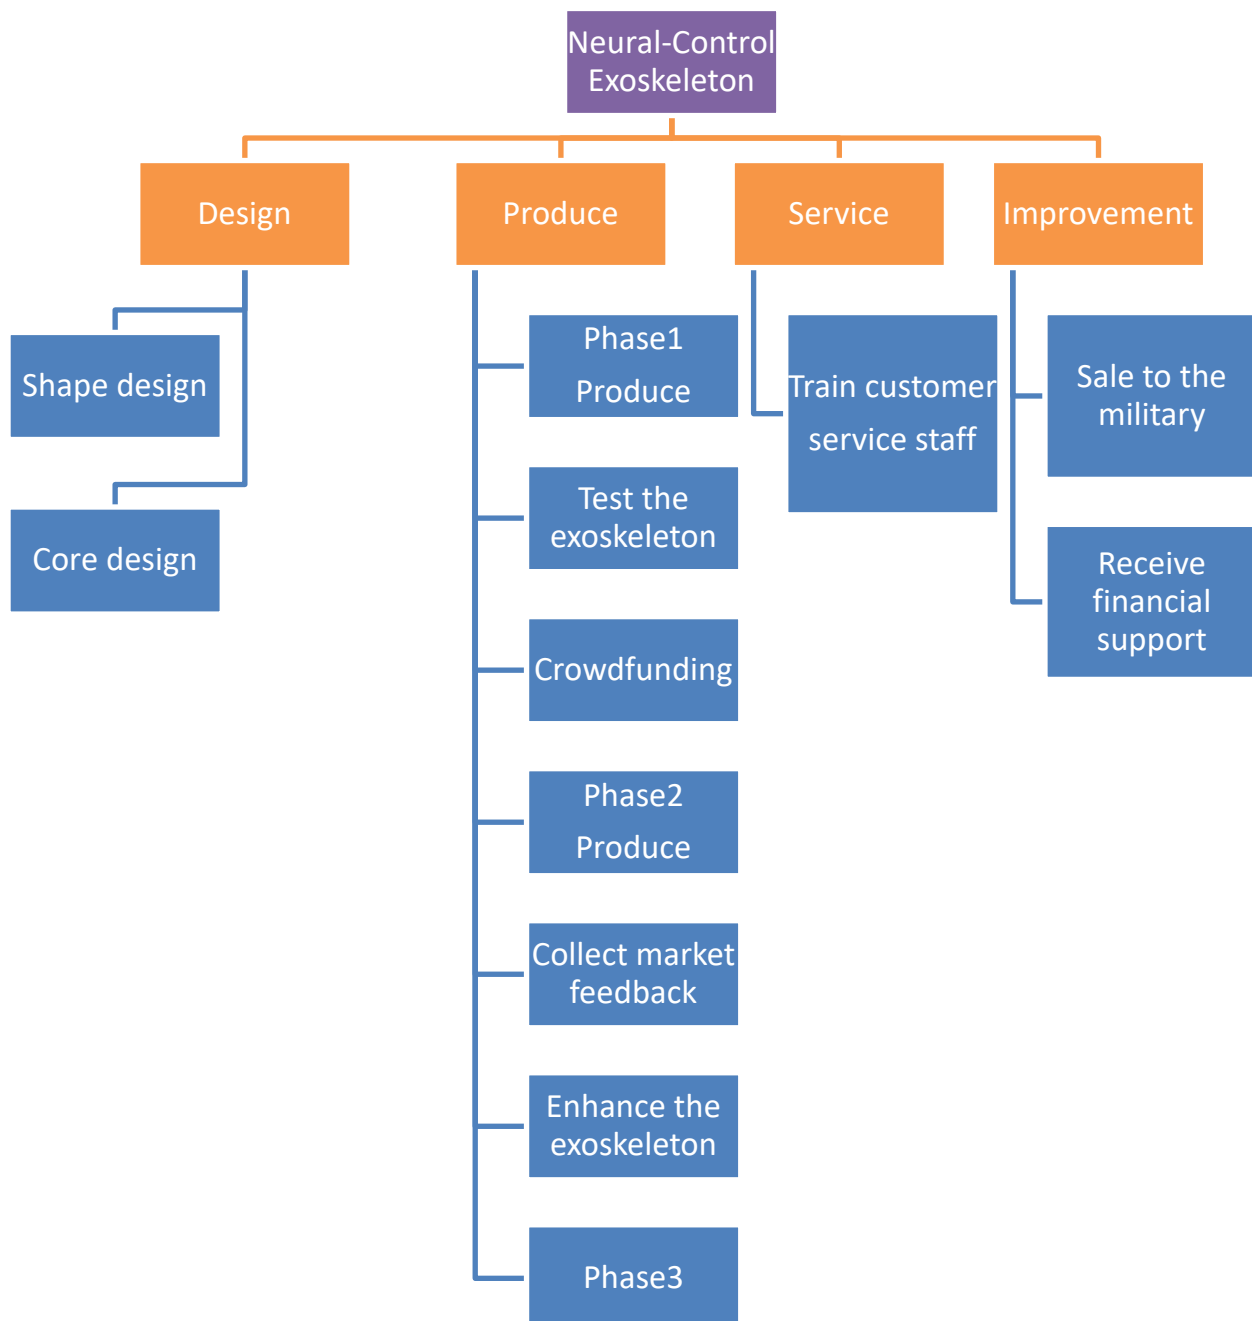 Neural-Control
Exoskeleton
Design
Produce
Service
Improvement
Shape design
Core design
Phase1
Produce
Test the
exoskeleton
Crowdfunding
Phase2
Produce
Collect market
feedback
Enhance the
exoskeleton
Phase3
Train customer
service staff
Sale to the
military
Receive
financial
support